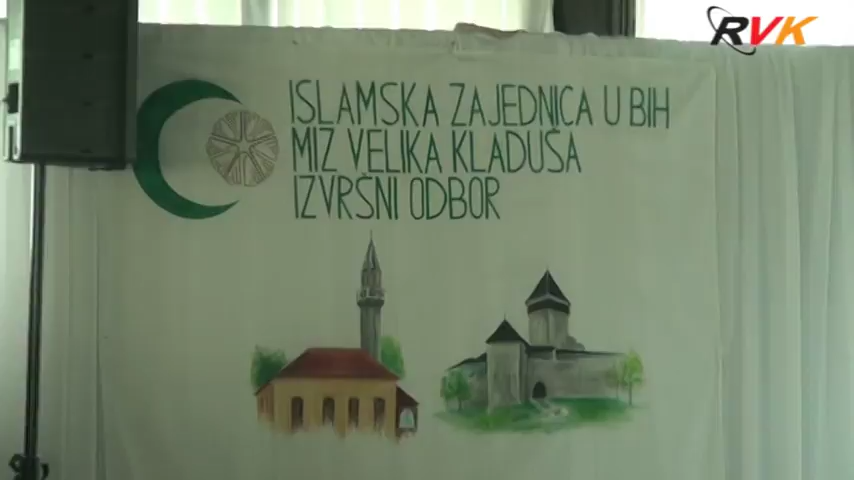 RVK
ISLAMSKA ZAJEDNICA U BIH
MIZ VELIKA KLADUŠA
IZVRŠNI ODBOR